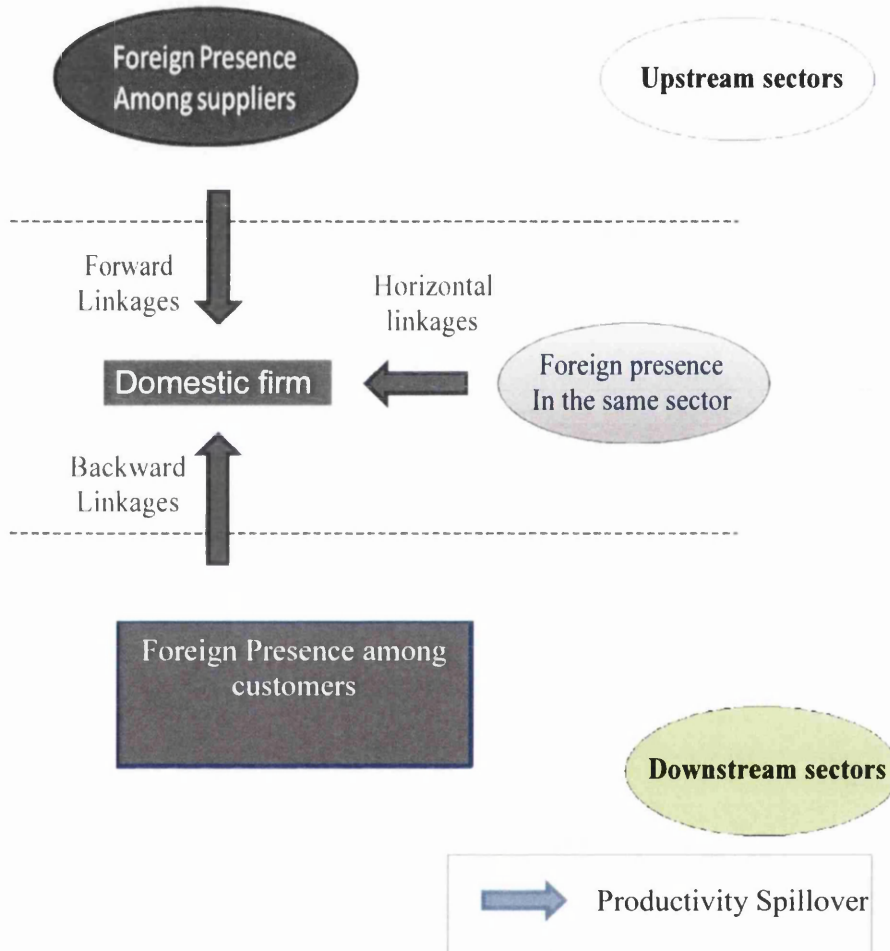 Foreign Presence
Among suppliers
Upstream sectors
Forward
Linkages
Horizontal
linkages
Domestic firm
Foreign presence
In the same sector
Backward
Linkages
Foreign Presence among
customers
Downstream sectors
Productivity Spillover